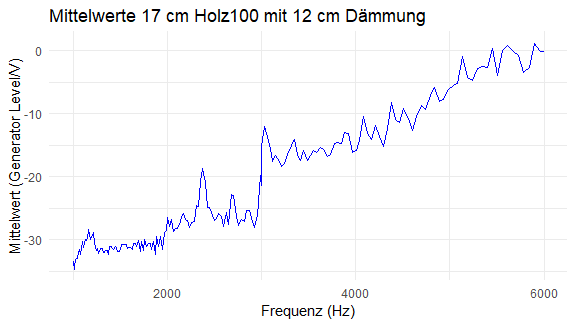 Mittelwerte 17 cm Holz100 mit 12 cm Dämmung
Mittelwert (Generator Level/V)
0
-10
-20
-30
2000
4000
6000
Frequenz (Hz)